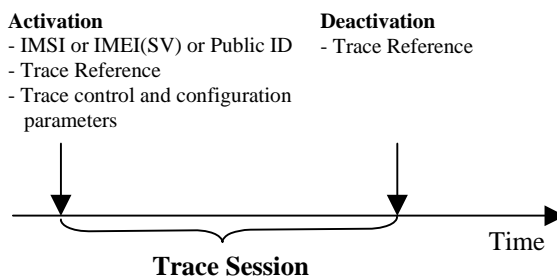 Activation
- IMSI or IMEI(SV) or Public ID
- Trace Reference
- Trace control and configuration
parameters
Deactivation
- Trace Reference
Time
Trace Session